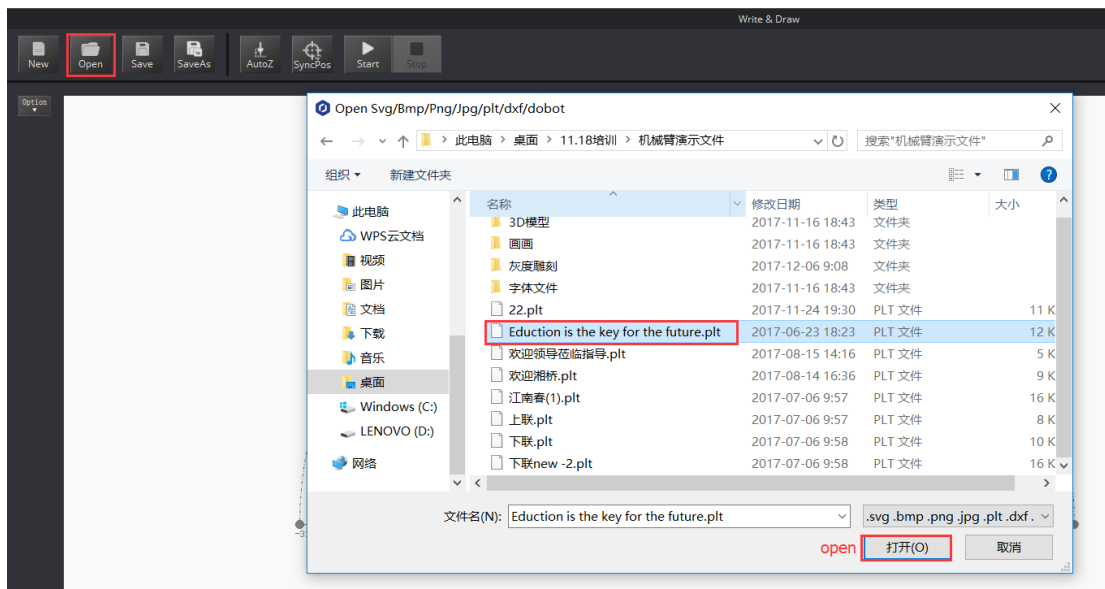 Write & Draw
New Open Save SaveAs AutoZ SyncPos Start Stop
Option
Open Svg/Bmp/Png/Jpg/plt/dxf/dobot
此电脑 > 桌面 > 11.18培训 > 机械臂演示文件
搜索"机械臂演示文件"
组织 新建文件夹
名称 修改日期 类型 大小
此电脑
WPS云文档
视频
图片
文档
下载
音乐
桌面
Windows (C:)
LENOVO (D:)
网络
3D模型 2017-11-16 18:43 文件夹
画画 2017-11-16 18:43 文件夹
灰度雕刻 2017-12-06 9:08 文件夹
字体文件 2017-11-16 18:43 文件夹
22.plt 2017-11-24 19:30 PLT 文件 11 K
Eduction is the key for the future.plt 2017-06-23 18:23 PLT 文件 12 K
欢迎领导莅临指导.plt 2017-08-15 14:16 PLT 文件 5 K
欢迎湘桥.plt 2017-08-14 16:36 PLT 文件 9 K
江南春(1).plt 2017-07-06 9:57 PLT 文件 16 K
上联.plt 2017-07-06 9:57 PLT 文件 8 K
下联.plt 2017-07-06 9:58 PLT 文件 10 K
下联new -2.plt 2017-07-06 9:58 PLT 文件 16 K
文件名(N): Eduction is the key for the future.plt .svg .bmp .png .jpg .plt .dxf .
open 打开(O) 取消